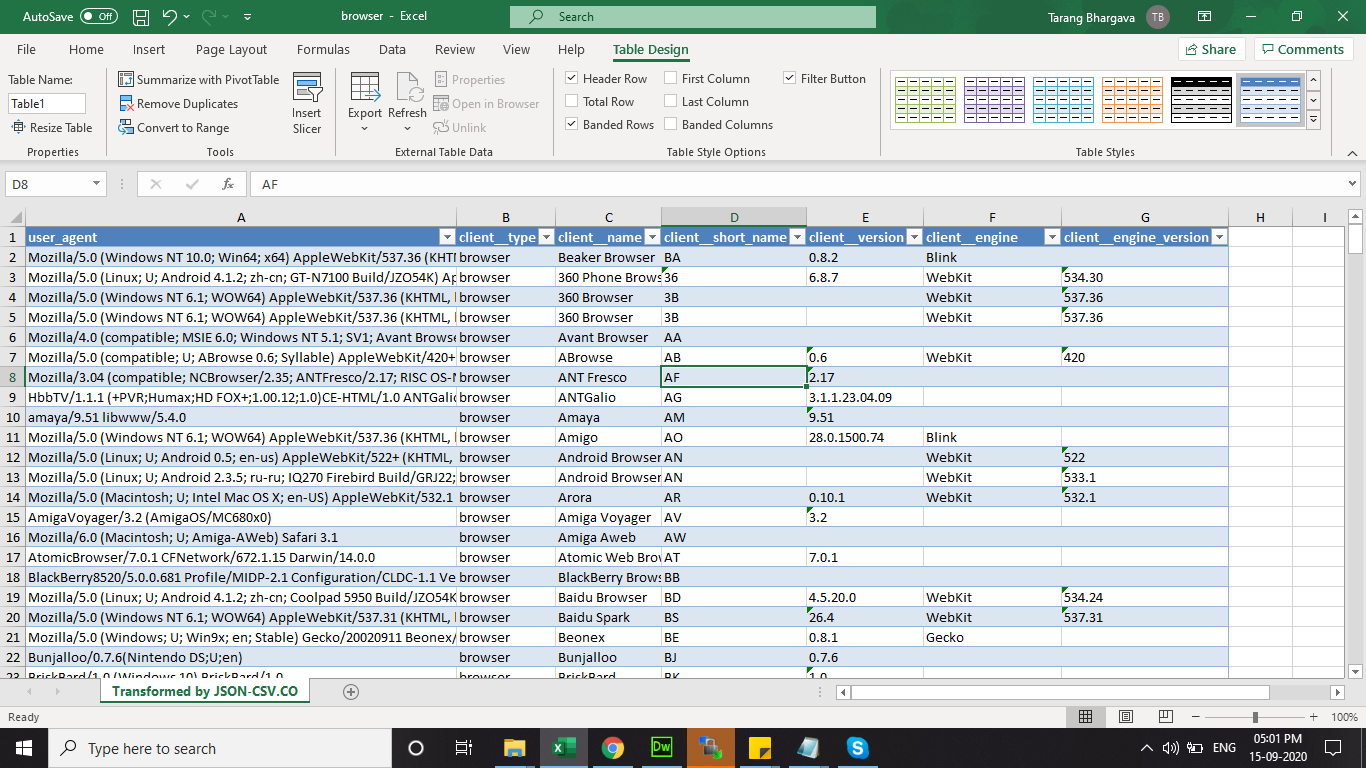 AutoSave Off browser - Excel Search Tarang Bhargava TB
File Home Insert Page Layout Formulas Data Review View Help Table Design Share Comments
Table Name:
Table1
Resize Table
Properties
Summarize with PivotTable
Remove Duplicates
Convert to Range
Insert
Slicer
Tools
Export
Refresh
Properties
Open in Browser
Unlink
External Table Data
Header Row First Column Filter Button
Total Row Last Column
Banded Rows Banded Columns
Table Style Options
Table Styles
D8 fx AF
A B C D E F G H I
1 user_agent client__type client__name client__short_name client__version client__engine client__engine_version
2 Mozilla/5.0 (Windows NT 10.0; Win64; x64) AppleWebKit/537.36 (KHT browser Beaker Browser BA 0.8.2 Blink
3 Mozilla/5.0 (Linux; U; Android 4.1.2; zh-cn; GT-N7100 Build/JZO54K) Ap browser 360 Phone Brows 36 6.8.7 WebKit 534.30
4 Mozilla/5.0 (Windows NT 6.1; WOW64) AppleWebKit/537.36 (KHTML, browser 360 Browser 3B WebKit 537.36
5 Mozilla/5.0 (Windows NT 6.1; WOW64) AppleWebKit/537.36 (KHTML, browser 360 Browser 3B WebKit 537.36
6 Mozilla/4.0 (compatible; MSIE 6.0; Windows NT 5.1; SV1; Avant Browse browser Avant Browser AA
7 Mozilla/5.0 (compatible; U; ABrowse 0.6; Syllable) AppleWebKit/420+ browser ABrowse AB 0.6 WebKit 420
8 Mozilla/3.04 (compatible; NCBrowser/2.35; ANTFresco/2.17; RISC OS- browser ANT Fresco AF 2.17
9 HbbTV/1.1.1 (+PVR;Humax;HD FOX+;1.00.12;1.0)CE-HTML/1.0 ANTGalio browser ANTGalio AG 3.1.1.23.04.09
10 amaya/9.51 libwww/5.4.0 browser Amaya AM 9.51
11 Mozilla/5.0 (Windows NT 6.1; WOW64) AppleWebKit/537.36 (KHTML, browser Amigo AO 28.0.1500.74 Blink
12 Mozilla/5.0 (Linux; U; Android 0.5; en-us) AppleWebKit/522+ (KHTML, browser Android Browser AN WebKit 522
13 Mozilla/5.0 (Linux; U; Android 2.3.5; ru-ru; IQ270 Firebird Build/GRJ22; browser Android Browser AN WebKit 533.1
14 Mozilla/5.0 (Macintosh; U; Intel Mac OS X; en-US) AppleWebKit/532.1 browser Arora AR 0.10.1 WebKit 532.1
15 AmigaVoyager/3.2 (AmigaOS/MC680x0) browser Amiga Voyager AV 3.2
16 Mozilla/6.0 (Macintosh; U; Amiga-AWeb) Safari 3.1 browser Amiga Aweb AW
17 AtomicBrowser/7.0.1 CFNetwork/672.1.15 Darwin/14.0.0 browser Atomic Web Brow AT 7.0.1
18 BlackBerry8520/5.0.0.681 Profile/MIDP-2.1 Configuration/CLDC-1.1 Ve browser BlackBerry Brows BB
19 Mozilla/5.0 (Linux; U; Android 4.1.2; zh-cn; Coolpad 5950 Build/JZO54K browser Baidu Browser BD 4.5.20.0 WebKit 534.24
20 Mozilla/5.0 (Windows NT 6.1; WOW64) AppleWebKit/537.31 (KHTML, browser Baidu Spark BS 26.4 WebKit 537.31
21 Mozilla/5.0 (Windows; U; Win9x; en; Stable) Gecko/20020911 Beonex/ browser Beonex BE 0.8.1 Gecko
22 Bunjalloo/0.7.6(Nintendo DS;U;en) browser Bunjalloo BJ 0.7.6
23 BriskBard/1.0 (Windows 10) BriskBard/1.0 browser BriskBard BK 1.0
Transformed by JSON-CSV.CO
Ready 100%
Type here to search Dw ENG 05:01 PM
15-09-2020